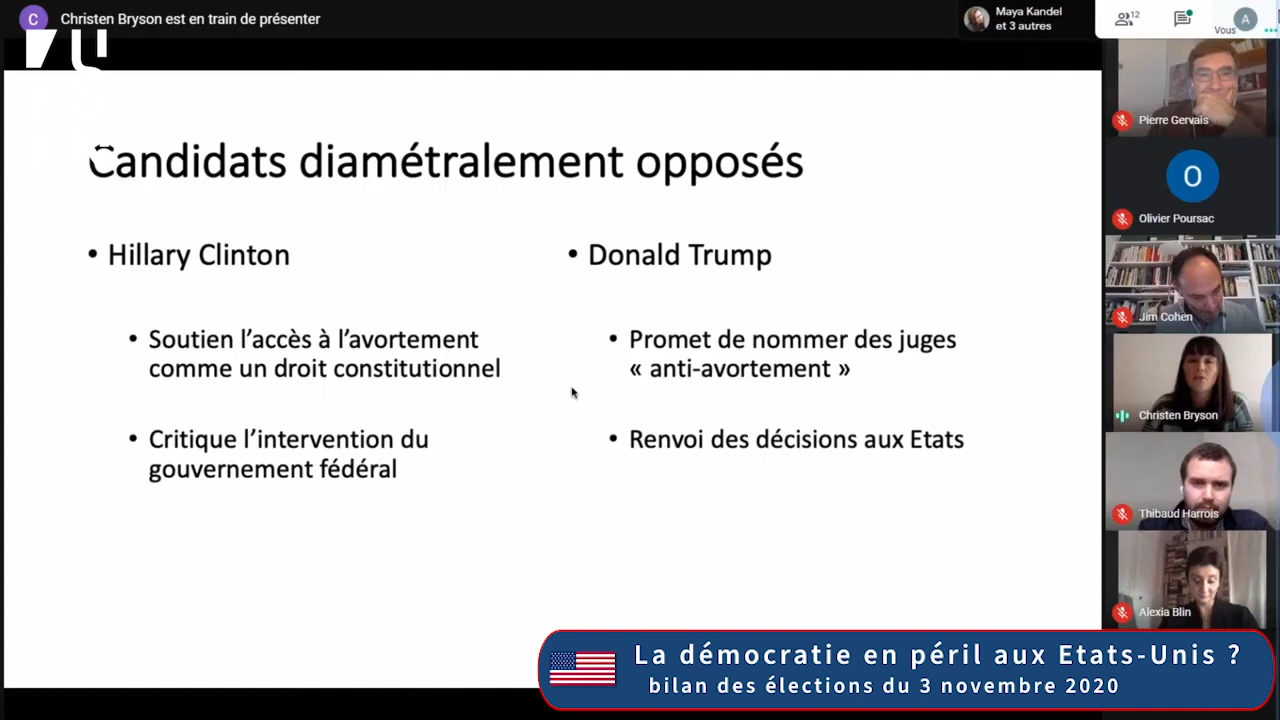 C
Christen Bryson est en train de présenter
Maya Kandel
et 3 autres
12
Vous
A
Candidats diamétralement opposés
• Hillary Clinton
• Soutien l’accès à l’avortement
comme un droit constitutionnel
• Critique l’intervention du
gouvernement fédéral
• Donald Trump
• Promet de nommer des juges
« anti-avortement »
• Renvoi des décisions aux Etats
Pierre Gervais
O
Olivier Poursac
Jim Cohen
Christen Bryson
Thibaud Harrois
Alexia Blin
La démocratie en péril aux Etats-Unis ?
bilan des élections du 3 novembre 2020